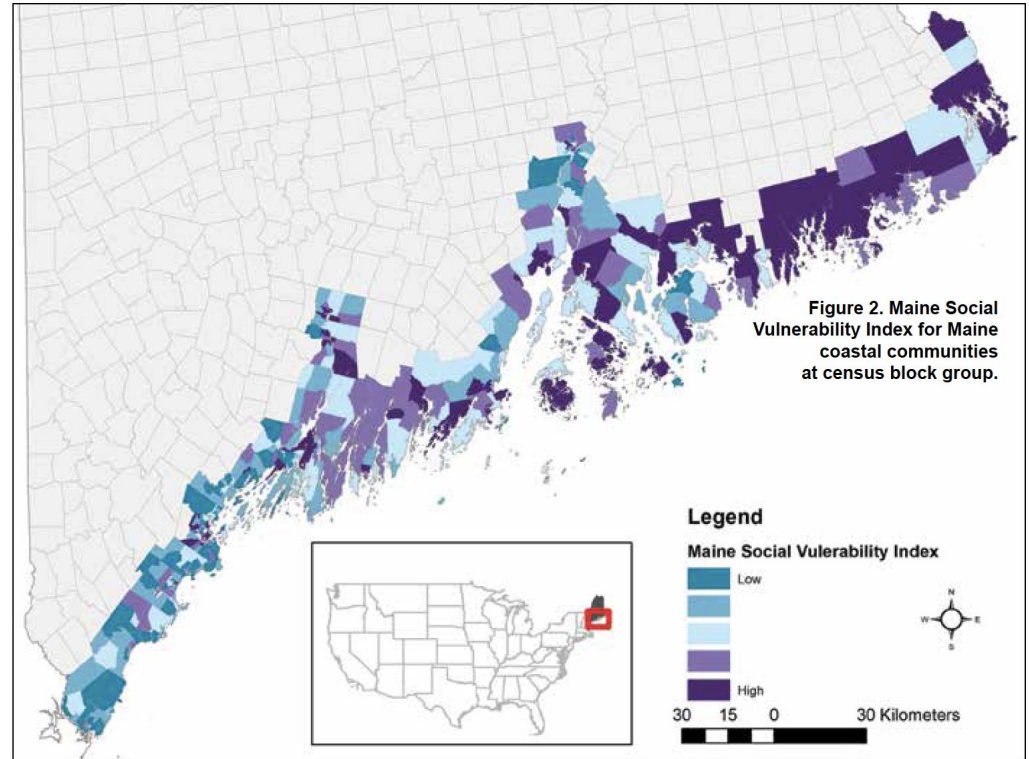 Figure 2. Maine Social
Vulnerability Index for Maine
coastal communities
at census block group.
Legend
Maine Social Vulerability Index
Low
High
N
W E
S
30 15 0 30 Kilometers